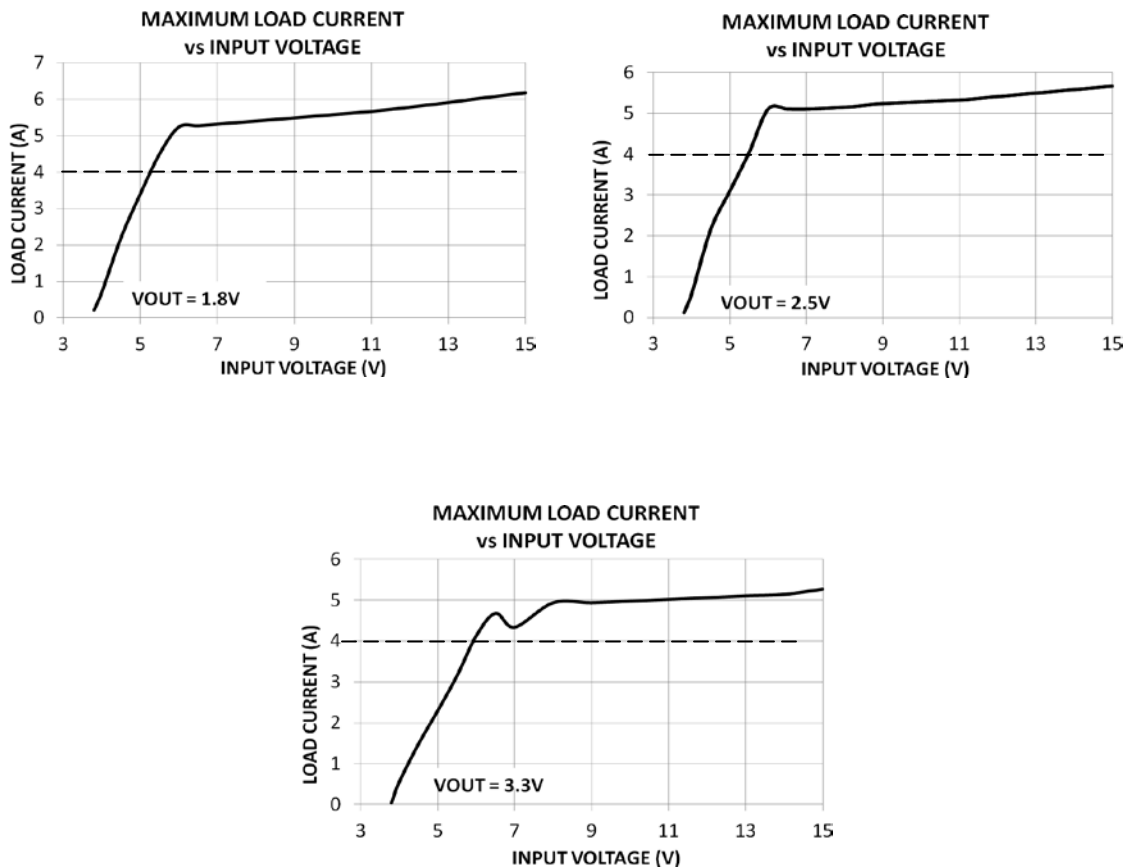 MAXIMUM LOAD CURRENT
vs INPUT VOLTAGE
7
6
5
4
3
2
1
0
LOAD CURRENT (A)
VOUT = 1.8V
3 5 7 9 11 13 15
INPUT VOLTAGE (V)
MAXIMUM LOAD CURRENT
vs INPUT VOLTAGE
6
5
4
3
2
1
0
LOAD CURRENT (A)
VOUT = 2.5V
3 5 7 9 11 13 15
INPUT VOLTAGE (V)
MAXIMUM LOAD CURRENT
vs INPUT VOLTAGE
6
5
4
3
2
1
0
LOAD CURRENT (A)
VOUT = 3.3V
3 5 7 9 11 13 15
INPUT VOLTAGE (V)